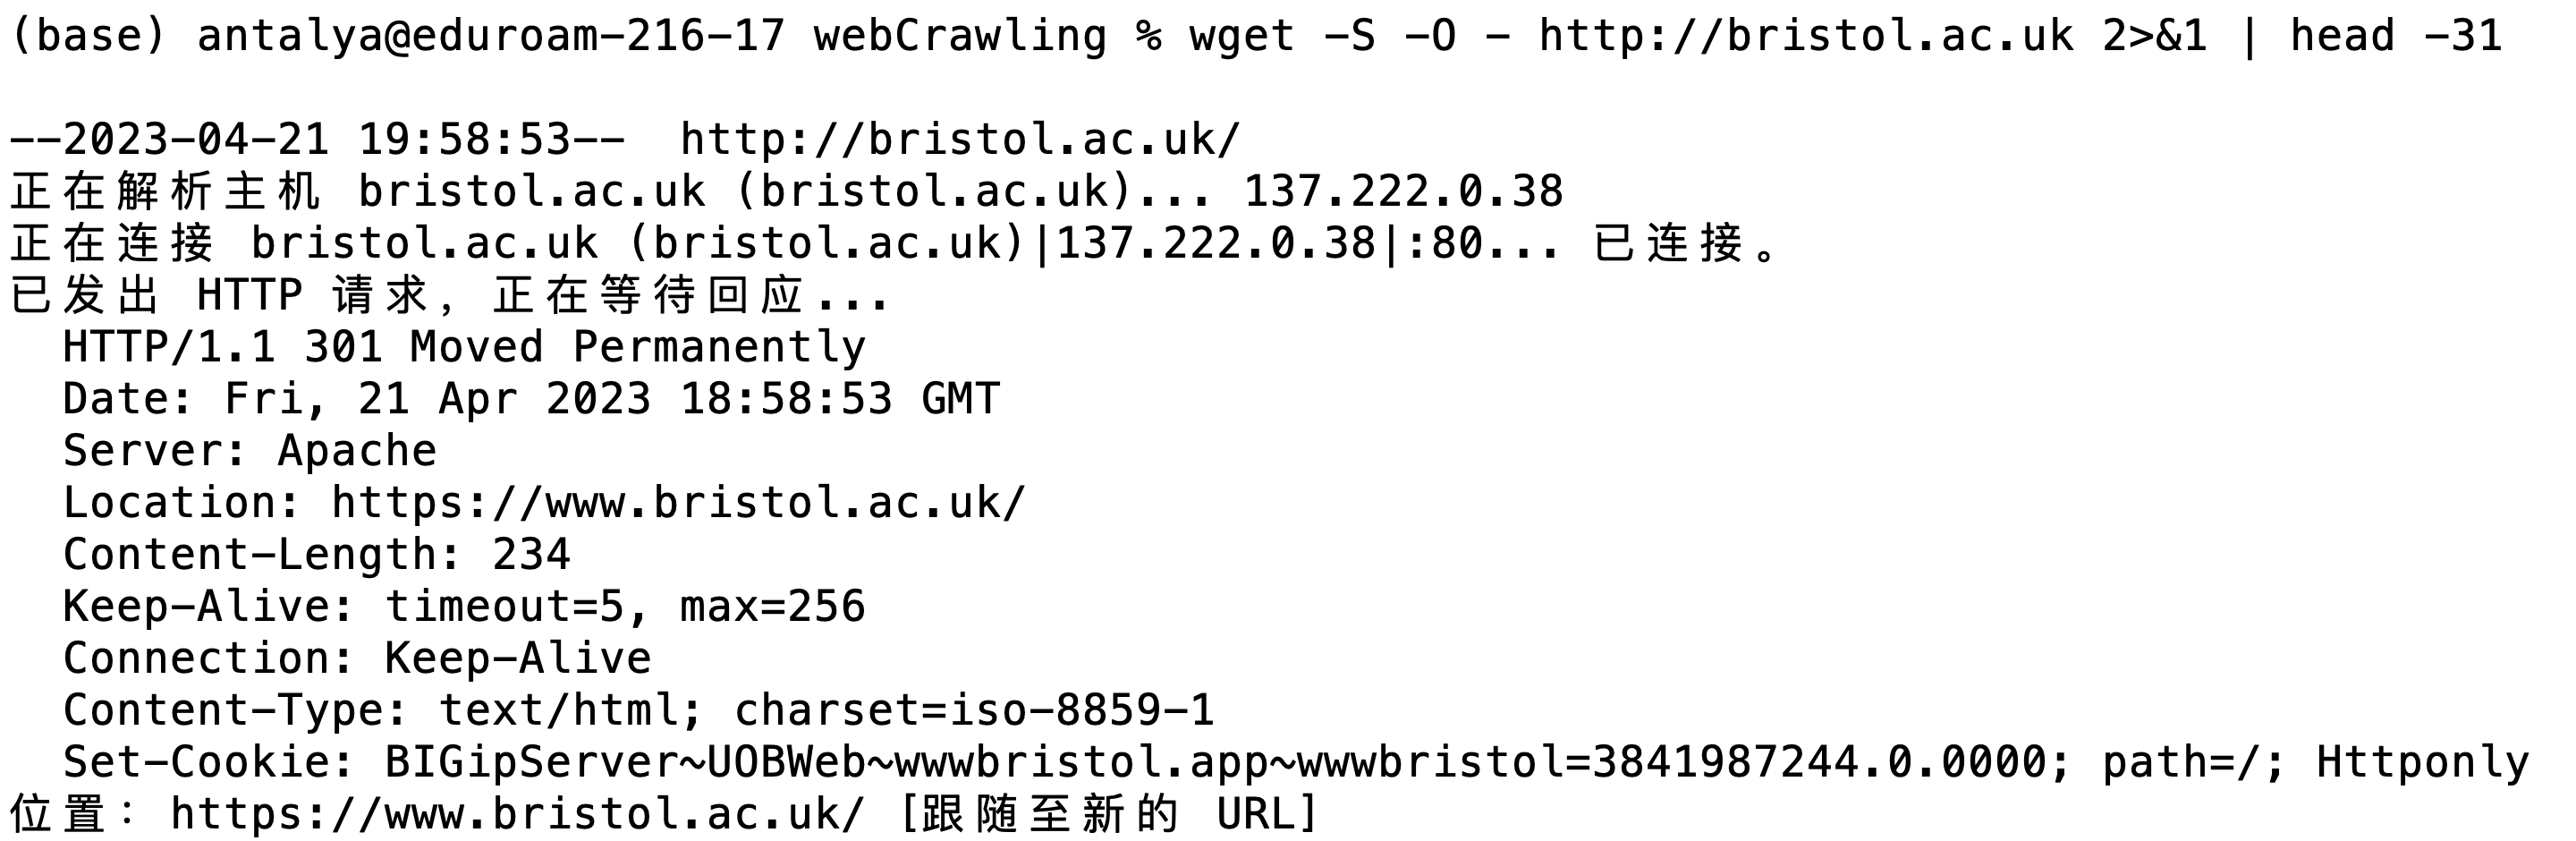 (base) antalya@eduroam-216-17 webCrawling % wget -S -O - http://bristol.ac.uk 2>&1 | head -31
--2023-04-21 19:58:53--  http://bristol.ac.uk/
正在解析主机 bristol.ac.uk (bristol.ac.uk)... 137.222.0.38
正在连接 bristol.ac.uk (bristol.ac.uk)|137.222.0.38|:80... 已连接。
已发出 HTTP 请求，正在等待回应...
  HTTP/1.1 301 Moved Permanently
  Date: Fri, 21 Apr 2023 18:58:53 GMT
  Server: Apache
  Location: https://www.bristol.ac.uk/
  Content-Length: 234
  Keep-Alive: timeout=5, max=256
  Connection: Keep-Alive
  Content-Type: text/html; charset=iso-8859-1
  Set-Cookie: BIGipServer~UOBWeb~wwwbristol.app~wwwbristol=3841987244.0.0000; path=/; Httponly
位置：https://www.bristol.ac.uk/ [跟随至新的 URL]